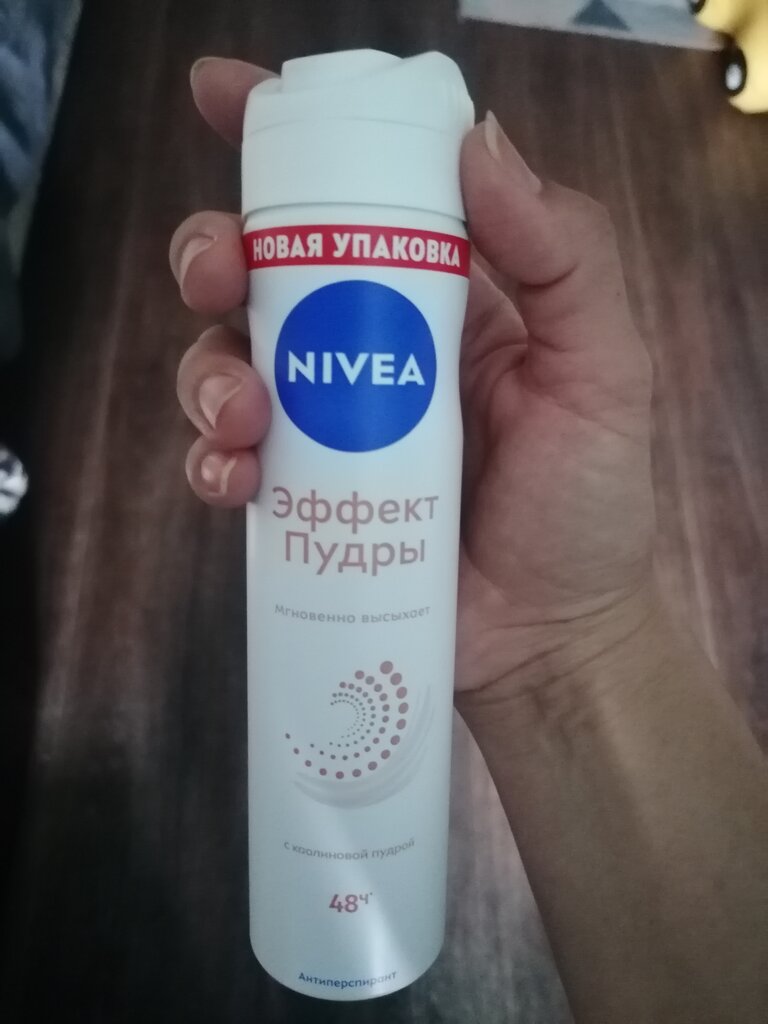 НОВАЯ УПАКОВКА
NIVEA
Эффект
Пудры
Мгновенно высыхает
с каолиновой пудрой
48ч*
Антиперспирант